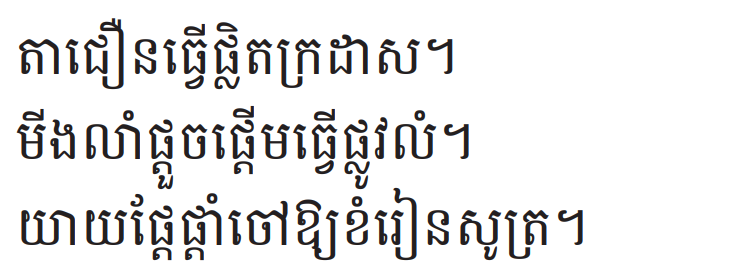 តាជឿនធ្វើផ្លិតក្រដាស។
មីងលាំផ្ដួចផ្ដើមធ្វើផ្លូវលំ។
យាយផ្ដែផ្ដាំចៅឱ្យខំរៀនសូត្រ។